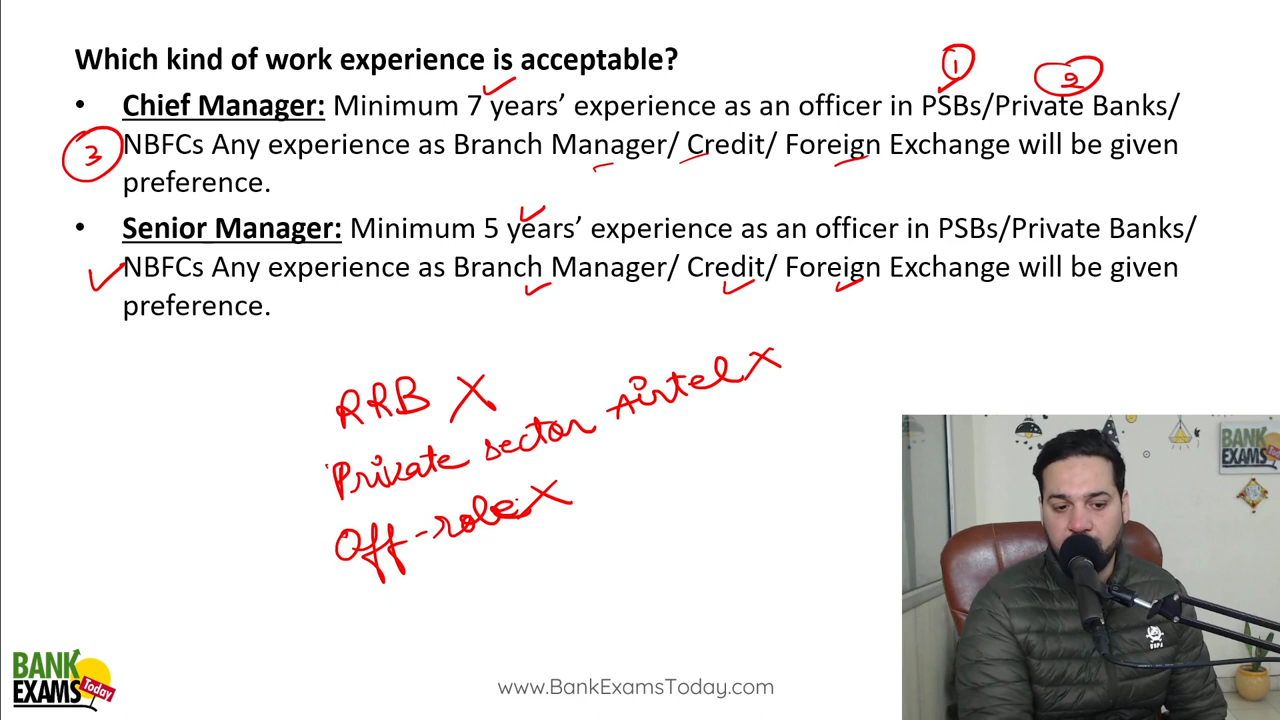 Which kind of work experience is acceptable?
1
2
• Chief Manager: Minimum 7 years’ experience as an officer in PSBs/Private Banks/
3
NBFCs Any experience as Branch Manager/ Credit/ Foreign Exchange will be given
preference.
• Senior Manager: Minimum 5 years’ experience as an officer in PSBs/Private Banks/
NBFCs Any experience as Branch Manager/ Credit/ Foreign Exchange will be given
preference.
RRB X
Private sector Airtel X
Off-role X
BANK
EXAMS
BANK
EXAMS
Today
www.BankExamsToday.com